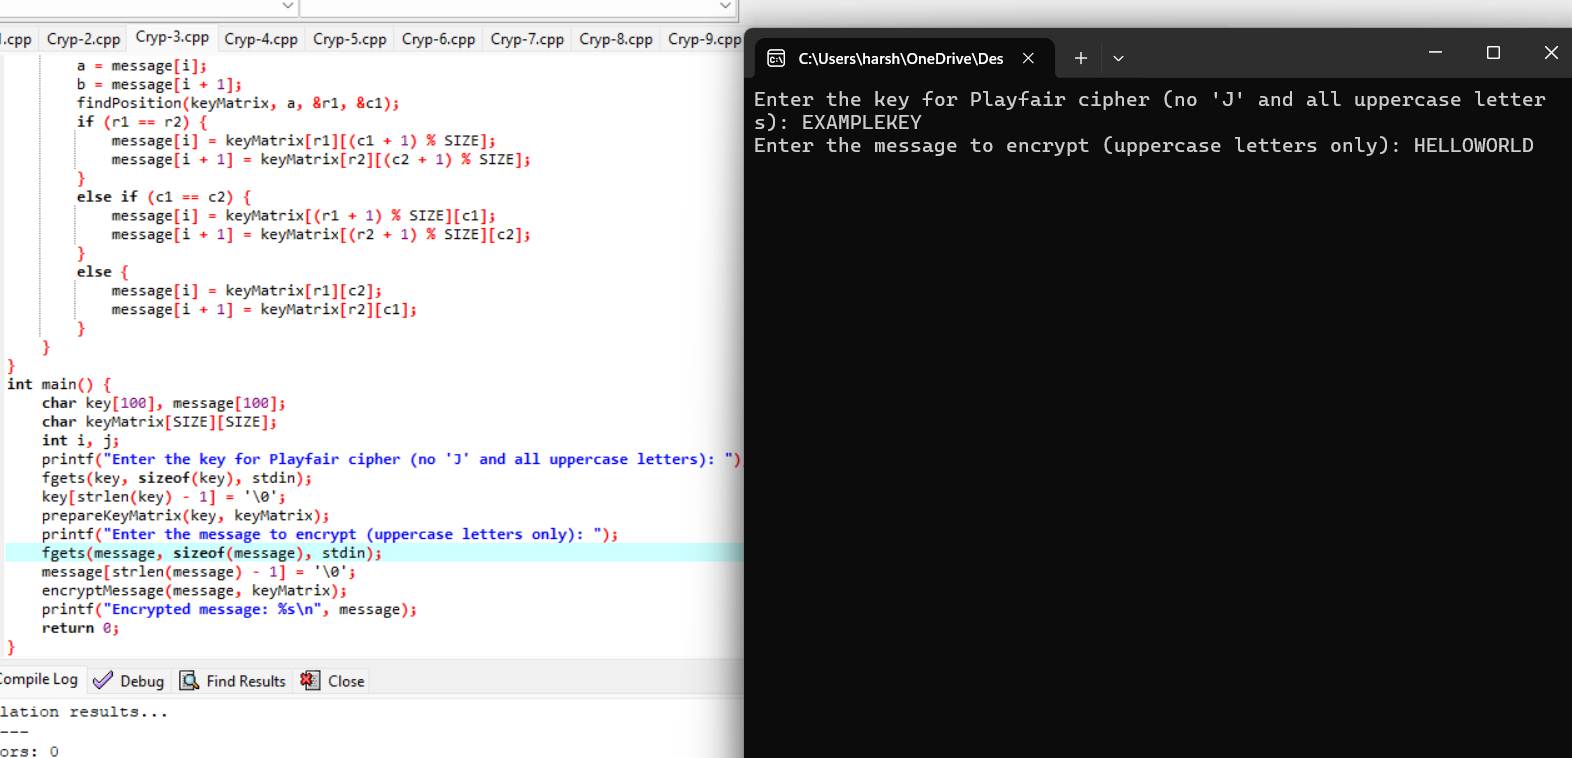 .cpp Cryp-2.cpp Cryp-3.cpp Cryp-4.cpp Cryp-5.cpp Cryp-6.cpp Cryp-7.cpp Cryp-8.cpp Cryp-9.cpp
a = message[i];
b = message[i + 1];
findPosition(keyMatrix, a, &r1, &c1);
if (r1 == r2) {
message[i] = keyMatrix[r1][(c1 + 1) % SIZE];
message[i + 1] = keyMatrix[r2][(c2 + 1) % SIZE];
}
else if (c1 == c2) {
message[i] = keyMatrix[(r1 + 1) % SIZE][c1];
message[i + 1] = keyMatrix[(r2 + 1) % SIZE][c2];
}
else {
message[i] = keyMatrix[r1][c2];
message[i + 1] = keyMatrix[r2][c1];
}
}
}
int main() {
char key[100], message[100];
char keyMatrix[SIZE][SIZE];
int i, j;
printf("Enter the key for Playfair cipher (no 'J' and all uppercase letters): ")
fgets(key, sizeof(key), stdin);
key[strlen(key) - 1] = '\0';
prepareKeyMatrix(key, keyMatrix);
printf("Enter the message to encrypt (uppercase letters only): ");
fgets(message, sizeof(message), stdin);
message[strlen(message) - 1] = '\0';
encryptMessage(message, keyMatrix);
printf("Encrypted message: %s\n", message);
return 0;
}
Compile Log Debug Find Results Close
lation results...
---
ors: 0
C:\Users\harsh\OneDrive\Des
Enter the key for Playfair cipher (no 'J' and all uppercase letter
s): EXAMPLEKEY
Enter the message to encrypt (uppercase letters only): HELLOWORLD